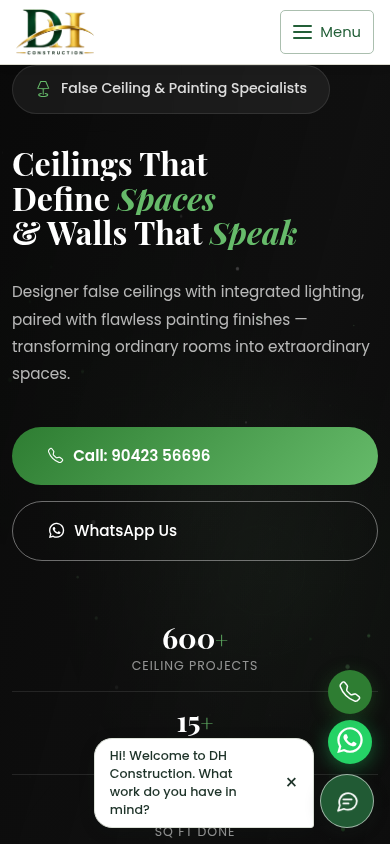 DH
CONSTRUCTION
Menu
False Ceiling & Painting Specialists
Ceilings That
Define Spaces
& Walls That Speak
Designer false ceilings with integrated lighting,
paired with flawless painting finishes —
transforming ordinary rooms into extraordinary
spaces.
Call: 90423 56696
WhatsApp Us
600+
CEILING PROJECTS
15+
Hi! Welcome to DH
Construction. What
work do you have in
mind?
×
SQ FT DONE